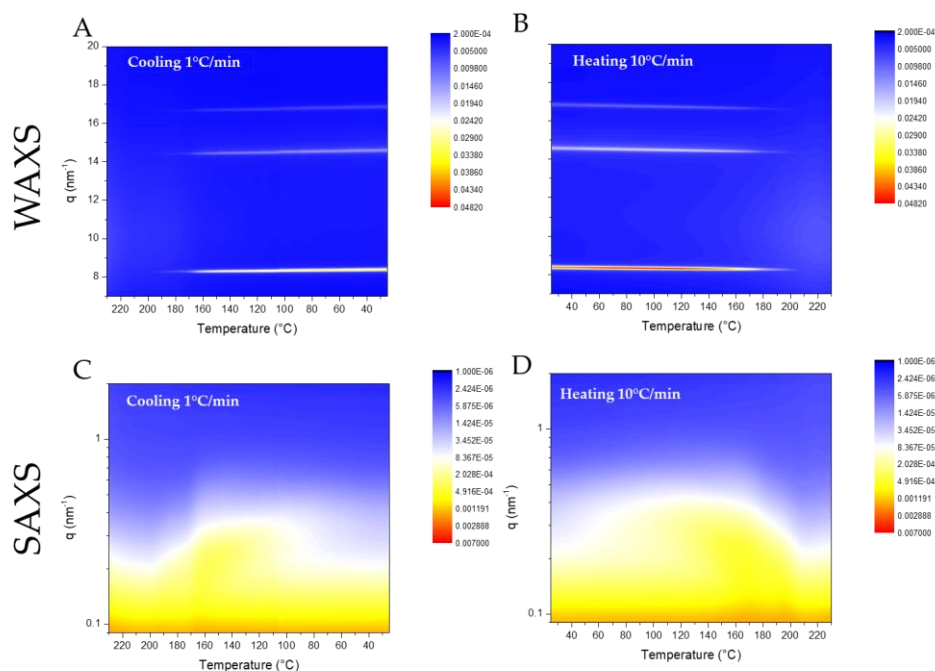 A
B
WAXS
Cooling 1°C/min
q (nm⁻¹)
20
18
16
14
12
10
8
220 200 180 160 140 120 100 80 60 40
Temperature (°C)
2.000E-04
0.005000
0.009800
0.01460
0.01940
0.02420
0.02900
0.03380
0.03860
0.04340
0.04820
Heating 10°C/min
40 60 80 100 120 140 160 180 200 220
Temperature (°C)
2.000E-04
0.005000
0.009800
0.01460
0.01940
0.02420
0.02900
0.03380
0.03860
0.04340
0.04820
C
D
SAXS
Cooling 1°C/min
q (nm⁻¹)
1
0.1
220 200 180 160 140 120 100 80 60 40
Temperature (°C)
1.000E-06
2.424E-06
5.875E-06
1.424E-05
3.452E-05
8.367E-05
2.028E-04
4.916E-04
0.001191
0.002888
0.007000
Heating 10°C/min
q (nm⁻¹)
1
0.1
40 60 80 100 120 140 160 180 200 220
Temperature (°C)
1.000E-06
2.424E-06
5.875E-06
1.424E-05
3.452E-05
8.367E-05
2.028E-04
4.916E-04
0.001191
0.002888
0.007000